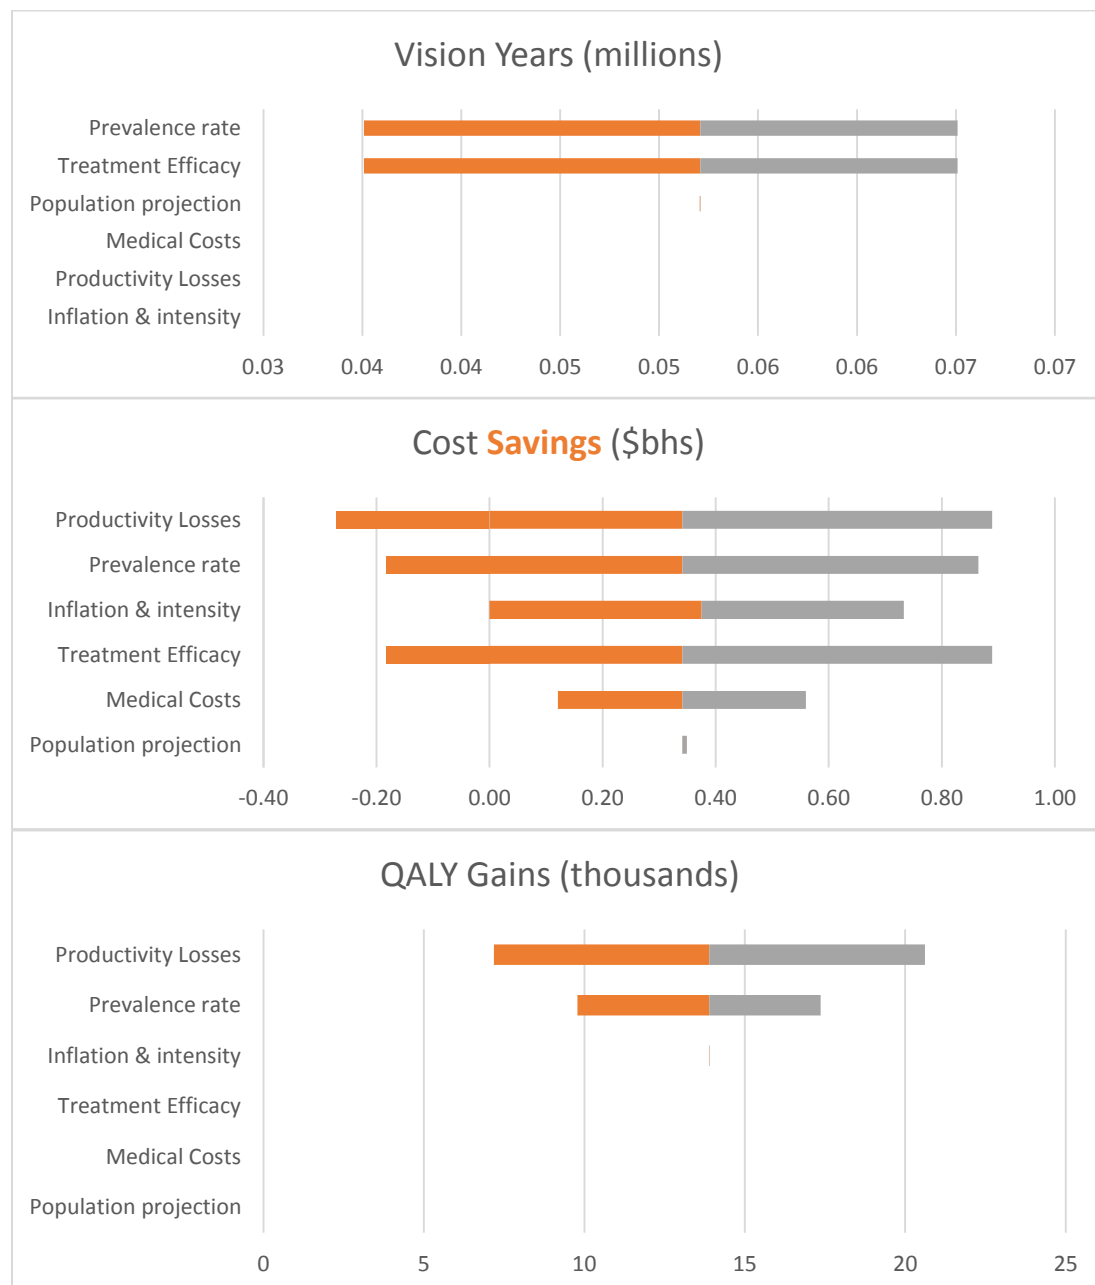 Vision Years (millions)
Prevalence rate
Treatment Efficacy
Population projection
Medical Costs
Productivity Losses
Inflation & intensity
0.03 0.04 0.04 0.05 0.05 0.06 0.06 0.07 0.07
Cost Savings ($bhs)
Productivity Losses
Prevalence rate
Inflation & intensity
Treatment Efficacy
Medical Costs
Population projection
-0.40 -0.20 0.00 0.20 0.40 0.60 0.80 1.00
QALY Gains (thousands)
Productivity Losses
Prevalence rate
Inflation & intensity
Treatment Efficacy
Medical Costs
Population projection
0 5 10 15 20 25